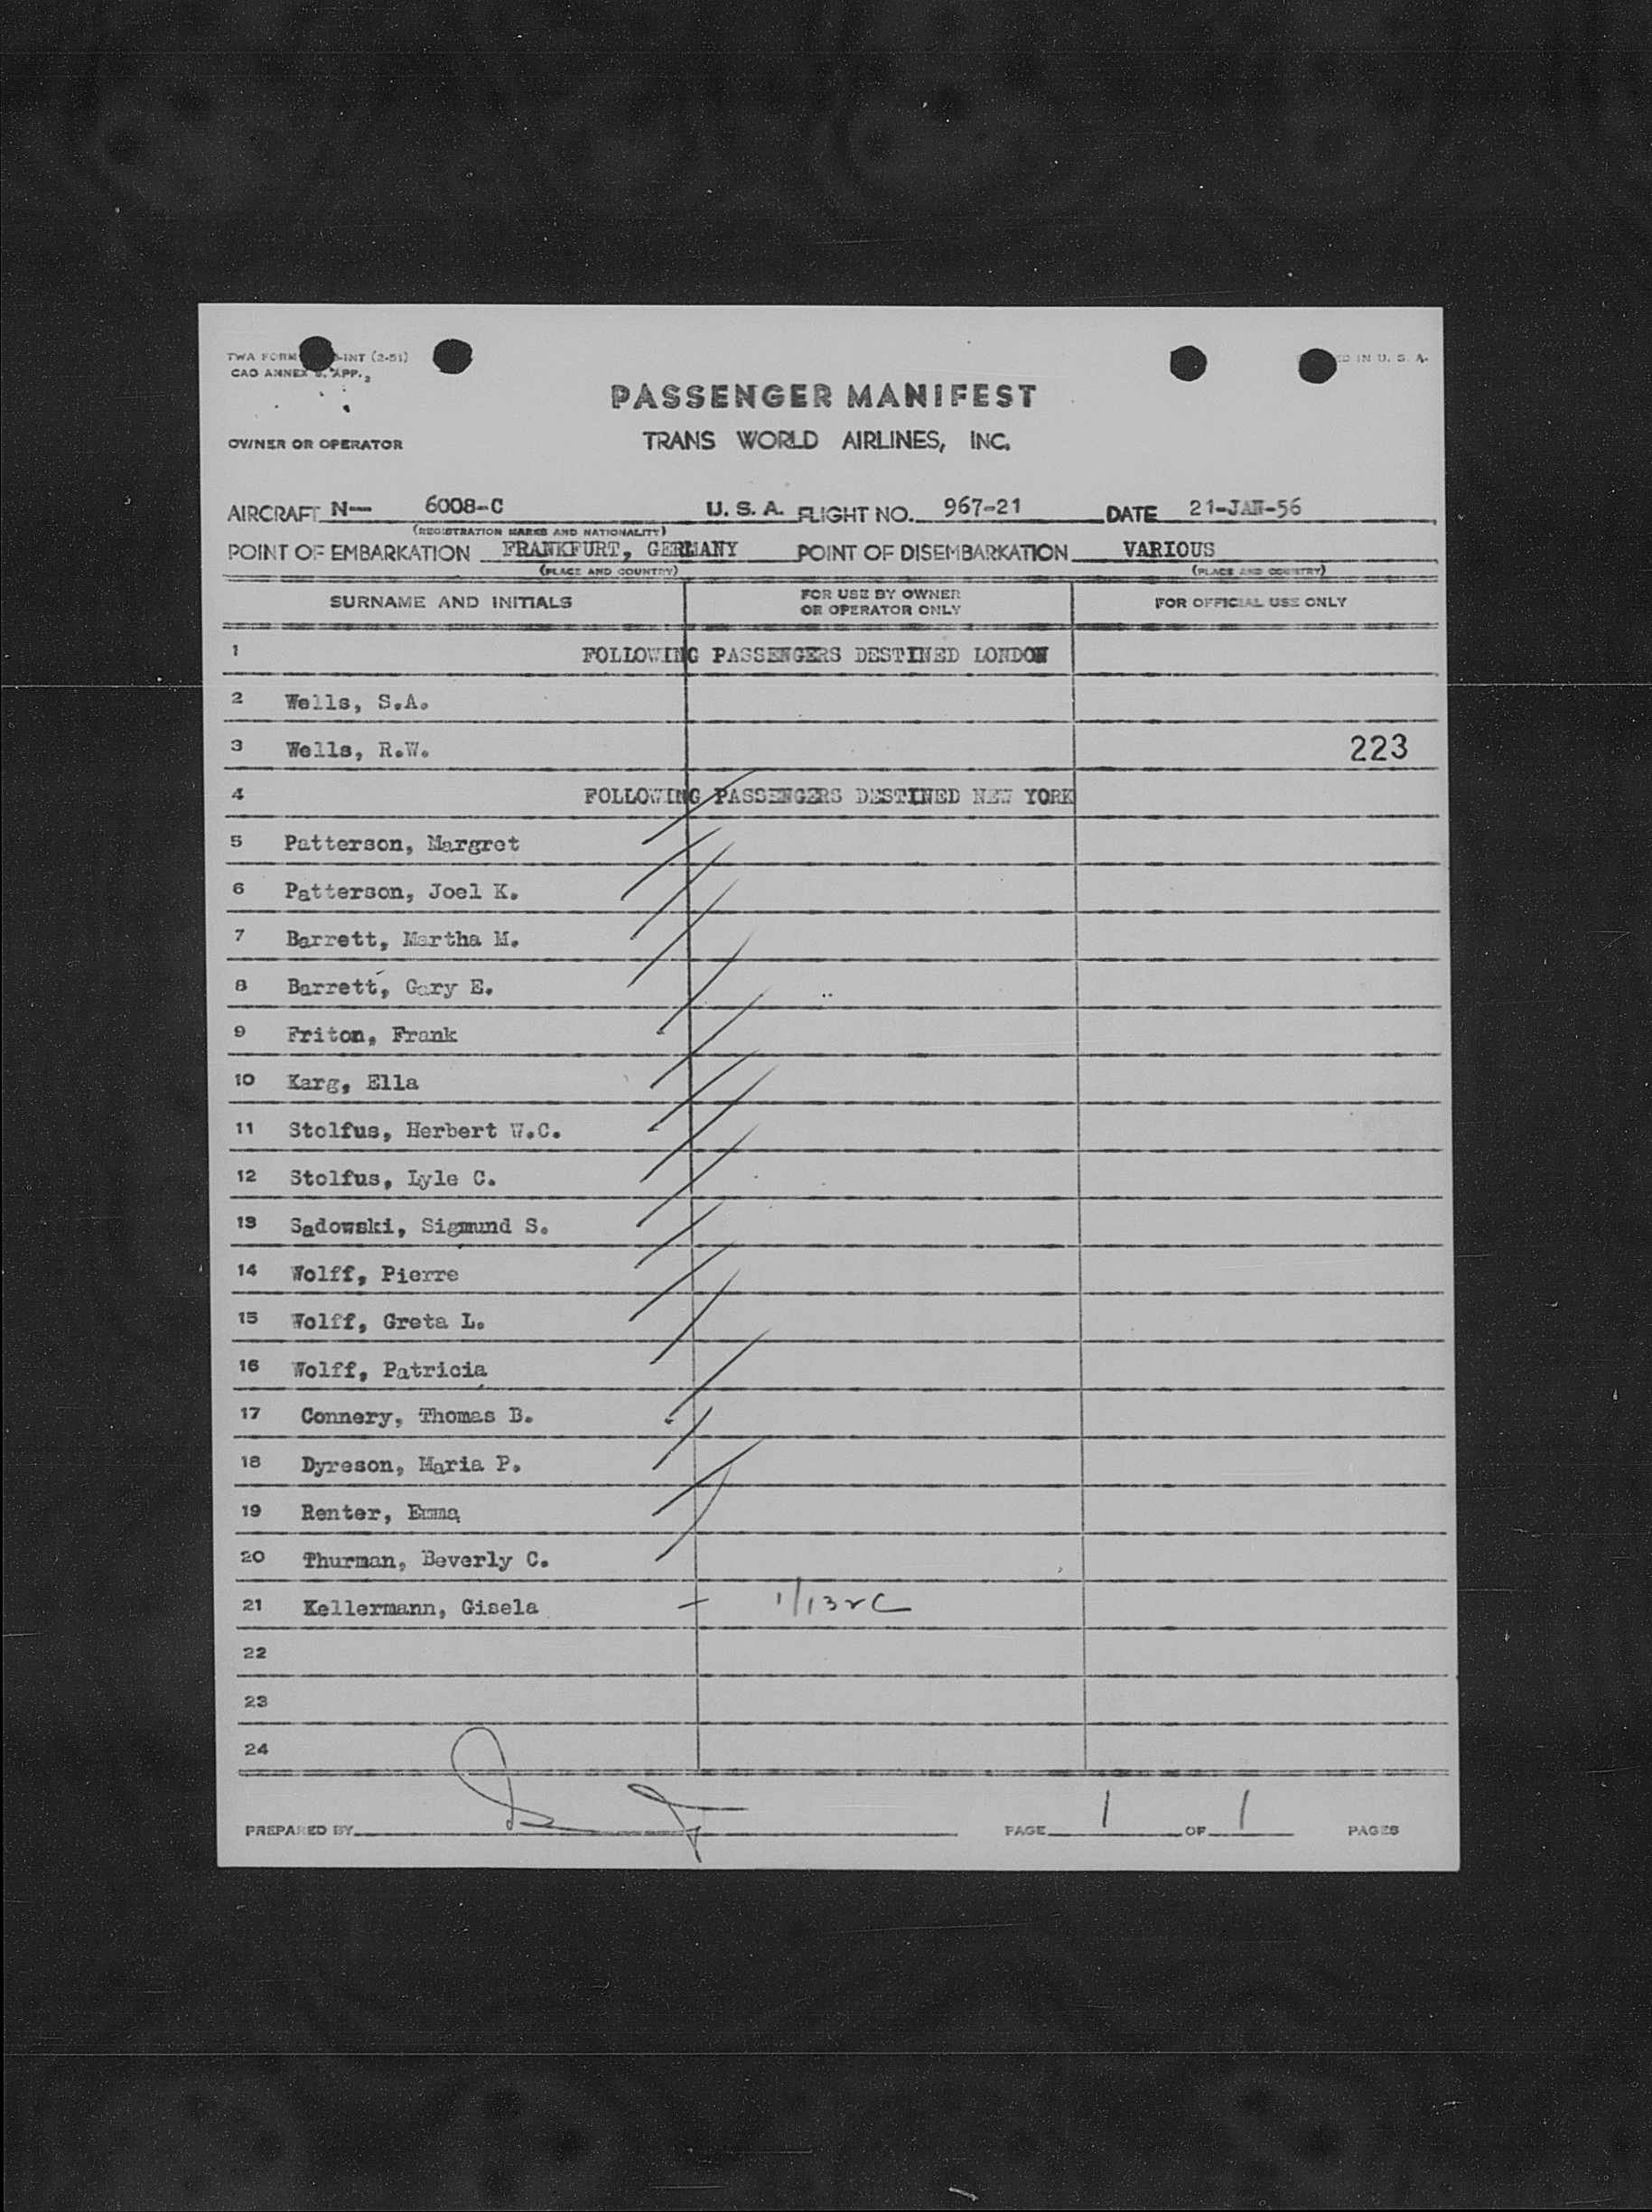 TWA FORM -INT (2-51)
CAO ANNEX 9, APP. 2
ED IN U. S. A.
PASSENGER MANIFEST
OWNER OR OPERATOR TRANS WORLD AIRLINES, INC.
AIRCRAFT N-- 6008-C U. S. A. FLIGHT NO. 967-21 DATE 21-JAN-56
(REGISTRATION MARKS AND NATIONALITY)
POINT OF EMBARKATION FRANKFURT, GERMANY POINT OF DISEMBARKATION VARIOUS
(PLACE AND COUNTRY) (PLACE AND COUNTRY)
SURNAME AND INITIALS FOR USE BY OWNER OR OPERATOR ONLY FOR OFFICIAL USE ONLY
1 FOLLOWING PASSENGERS DESTINED LONDON
2 Wells, S.A.
3 Wells, R.W. 223
4 FOLLOWING PASSENGERS DESTINED NEW YORK
5 Patterson, Margret
6 Patterson, Joel K.
7 Barrett, Martha M.
8 Barrett, Gary E.
9 Friton, Frank
10 Karg, Ella
11 Stolfus, Herbert W.C.
12 Stolfus, Lyle C.
13 Sadowski, Sigmund S.
14 Wolff, Pierre
15 Wolff, Greta L.
16 Wolff, Patricia
17 Connery, Thomas B.
18 Dyreson, Maria P.
19 Renter, Emma
20 Thurman, Beverly C.
21 Kellermann, Gisela
22
23
24
PREPARED BY PAGE 1 OF 1 PAGES